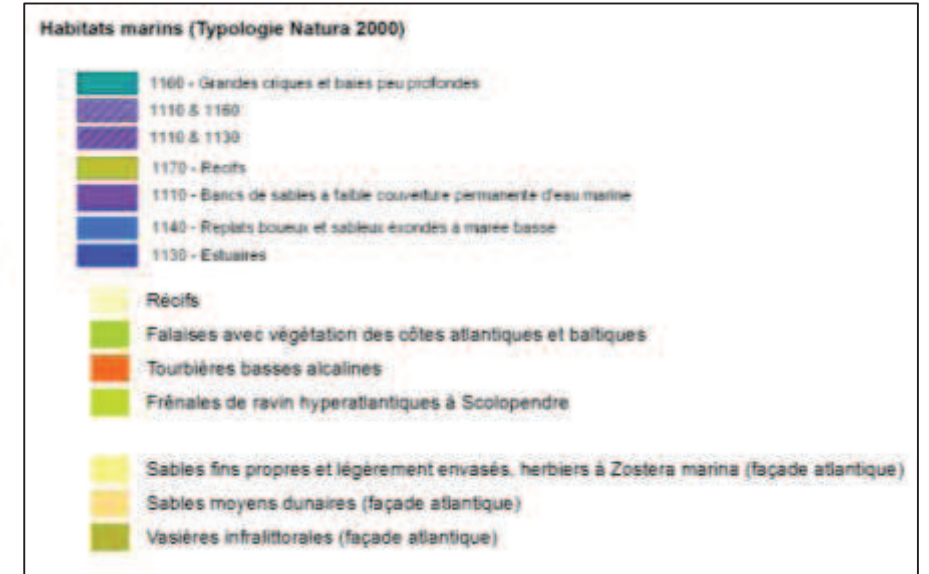 Habitats marins (Typologie Natura 2000)
1160 - Grandes criques et baies peu profondes
1110 & 1160
1110 & 1130
1170 - Recifs
1110 - Bancs de sables a faible couverture permanente d'eau marine
1140 - Replats boueux et sableux exondés à marée basse
1130 - Estuaires
Récifs
Falaises avec végétation des côtes atlantiques et baltiques
Tourbières basses alcalines
Frênales de ravin hyperatlantiques à Scolopendre
Sables fins propres et légèrement envasés, herbiers à Zostera marina (façade atlantique)
Sables moyens dunaires (façade atlantique)
Vasières infralittorales (façade atlantique)